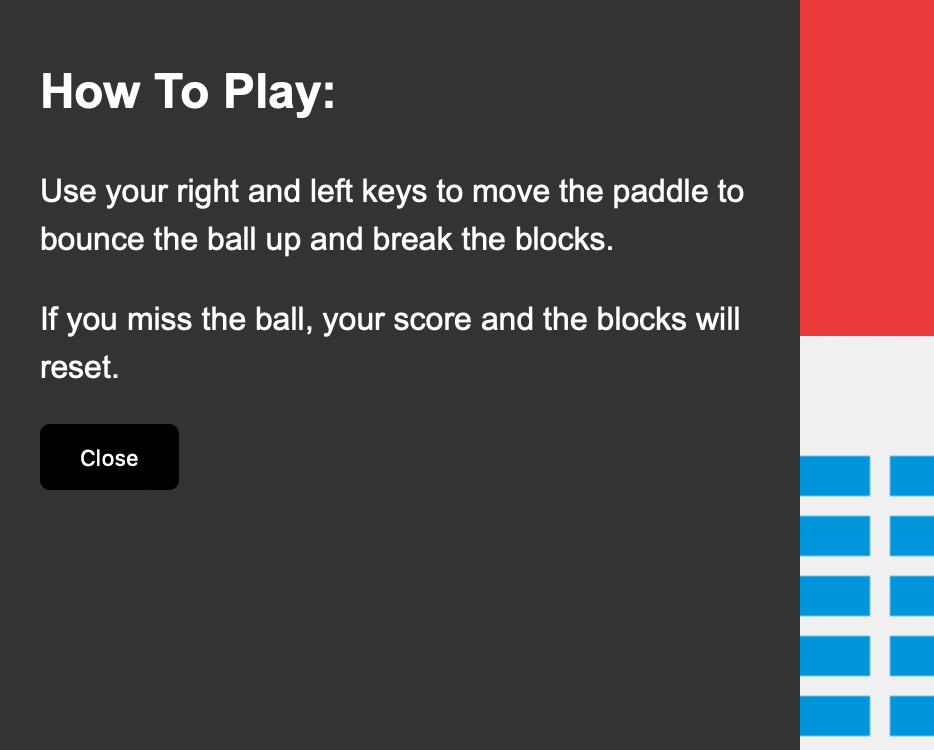 How To Play:
Use your right and left keys to move the paddle to
bounce the ball up and break the blocks.
If you miss the ball, your score and the blocks will
reset.
Close